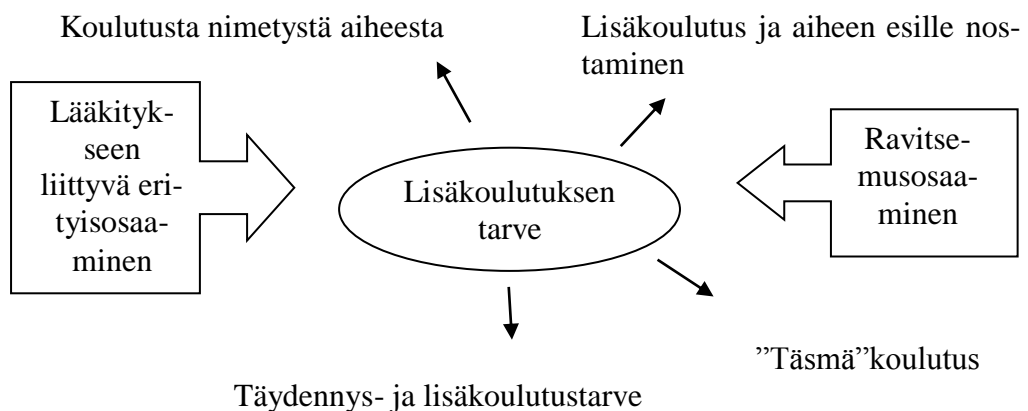 Koulutusta nimetystä aiheesta
Lisäkoulutus ja aiheen esille nos-
taminen
Lääkityk-
seen
liittyvä eri-
tyisosaa-
minen
Lisäkoulutuksen
tarve
Ravitse-
musosaa-
minen
”Täsmä”koulutus
Täydennys- ja lisäkoulutustarve